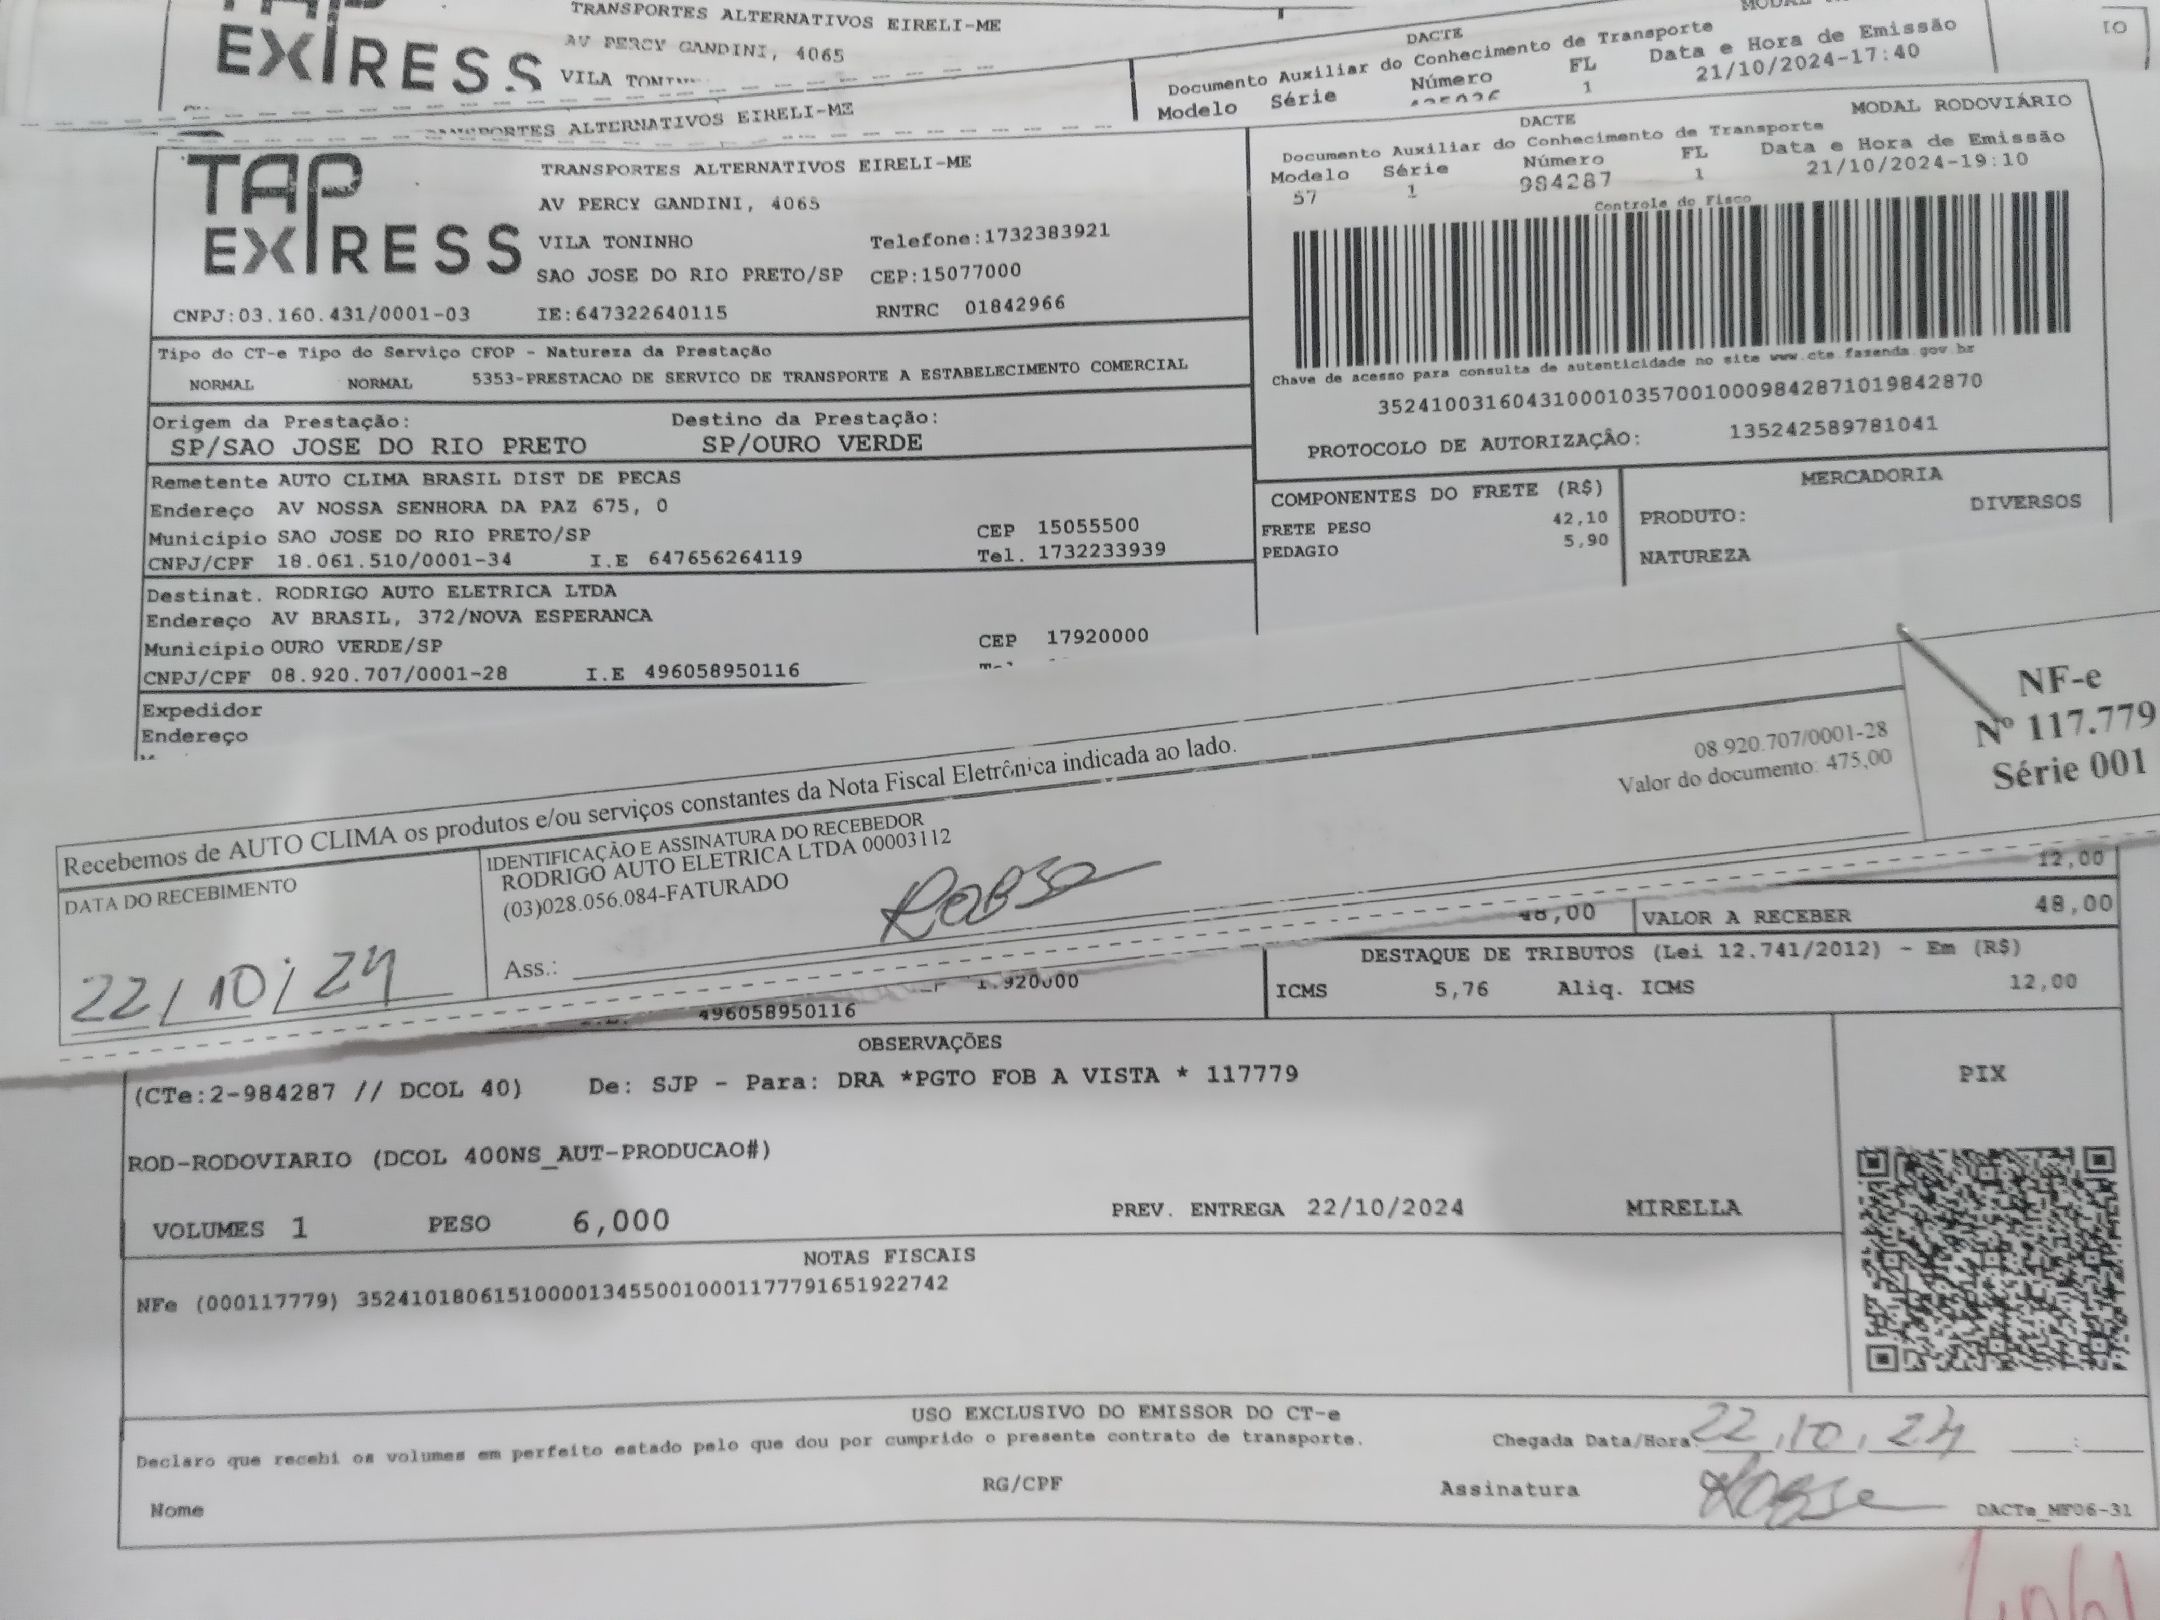 TAP
EXPRESS
TRANSPORTES ALTERNATIVOS EIRELI-ME
AV PERCY GANDINI, 4065
VILA
DACTE
Documento Auxiliar do Conhecimento de Transporte
Modelo Série Número FL Data e Hora de Emissão
1 21/10/2024-17:40
TRANSPORTES ALTERNATIVOS EIRELI-ME
TAP
EXPRESS
TRANSPORTES ALTERNATIVOS EIRELI-ME
AV PERCY GANDINI, 4065
VILA TONINHO Telefone:1732383921
SAO JOSE DO RIO PRETO/SP CEP:15077000
CNPJ:03.160.431/0001-03 IE:647322640115 RNTRC 01842966
DACTE MODAL RODOVIÁRIO
Documento Auxiliar do Conhecimento de Transporte
Modelo Série Número FL Data e Hora de Emissão
57 1 984287 1 21/10/2024-19:10
Controle do Fisco
Chave de acesso para consulta de autenticidade no site www.cte.fazenda.gov.br
35241003160431000103570010009842871019842870
PROTOCOLO DE AUTORIZAÇÂO: 135242589781041
Tipo do CT-e Tipo do Serviço CFOP - Natureza da Prestação
NORMAL NORMAL 5353-PRESTACAO DE SERVICO DE TRANSPORTE A ESTABELECIMENTO COMERCIAL
Origem da Prestação: Destino da Prestação:
SP/SAO JOSE DO RIO PRETO SP/OURO VERDE
Remetente AUTO CLIMA BRASIL DIST DE PECAS
Endereço AV NOSSA SENHORA DA PAZ 675, 0
Municipio SAO JOSE DO RIO PRETO/SP CEP 15055500
CNPJ/CPF 18.061.510/0001-34 I.E 647656264119 Tel. 1732233939
COMPONENTES DO FRETE (R$)
FRETE PESO 42,10
PEDAGIO 5,90
MERCADORIA
PRODUTO: DIVERSOS
NATUREZA
Destinat. RODRIGO AUTO ELETRICA LTDA
Endereço AV BRASIL, 372/NOVA ESPERANCA
Municipio OURO VERDE/SP CEP 17920000
CNPJ/CPF 08.920.707/0001-28 I.E 496058950116
Expedidor
Endereço
Recebemos de AUTO CLIMA os produtos e/ou serviços constantes da Nota Fiscal Eletrônica indicada ao lado.
08.920.707/0001-28
Valor do documento: 475,00
NF-e
Nº 117.779
Série 001
DATA DO RECEBIMENTO
22/10/24
IDENTIFICAÇÃO E ASSINATURA DO RECEBEDOR
RODRIGO AUTO ELETRICA LTDA 00003112
(03)028.056.084-FATURADO
Ass.:
12,00
48,00 VALOR A RECEBER 48,00
DESTAQUE DE TRIBUTOS (Lei 12.741/2012) - Em (R$)
ICMS 5,76 Aliq. ICMS 12,00
496058950116
OBSERVAÇÕES
(CTe:2-984287 // DCOL 40) De: SJP - Para: DRA *PGTO FOB A VISTA * 117779
ROD-RODOVIARIO (DCOL 400NS_AUT-PRODUCAO#)
VOLUMES 1 PESO 6,000 PREV. ENTREGA 22/10/2024 MIRELLA
PIX
NOTAS FISCAIS
NFe (000117779) 35241018061510000134550010001177791651922742
USO EXCLUSIVO DO EMISSOR DO CT-e
Declaro que recebi os volumes em perfeito estado pelo que dou por cumprido o presente contrato de transporte.
Chegada Data/Hora: 22,10,24
Nome RG/CPF Assinatura
DACTe_MF06-31